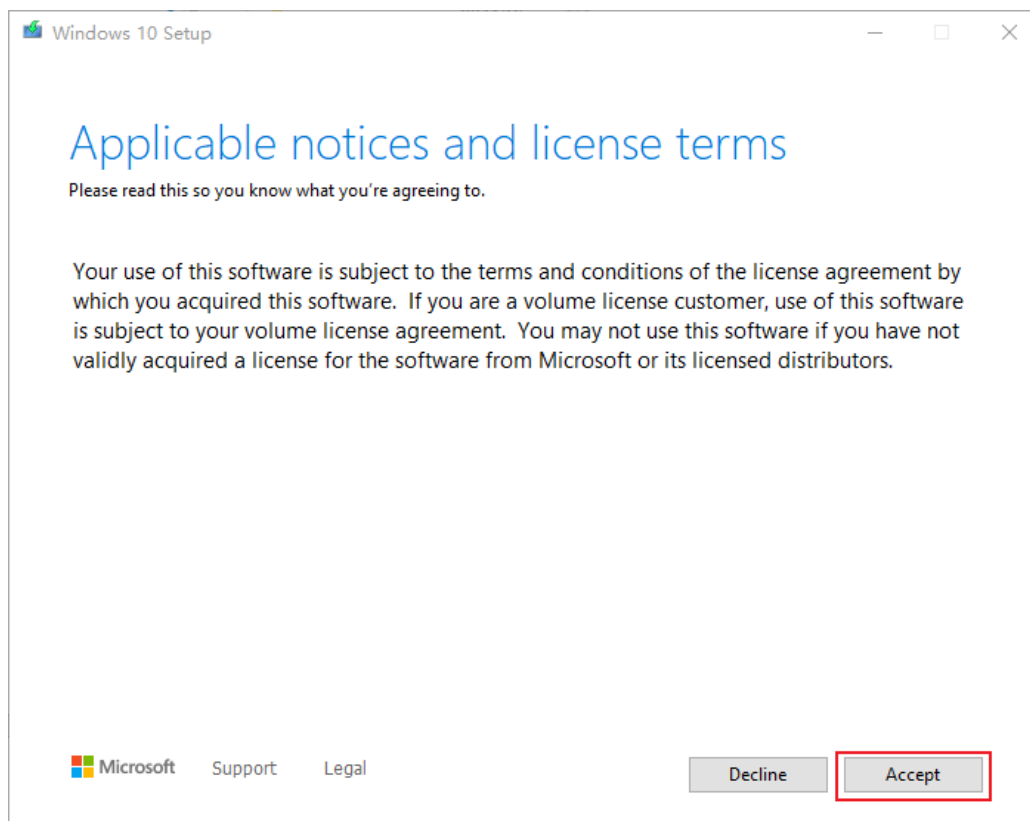 Windows 10 Setup
Applicable notices and license terms
Please read this so you know what you're agreeing to.
Your use of this software is subject to the terms and conditions of the license agreement by
which you acquired this software.  If you are a volume license customer, use of this software
is subject to your volume license agreement.  You may not use this software if you have not
validly acquired a license for the software from Microsoft or its licensed distributors.
Microsoft Support Legal Decline Accept